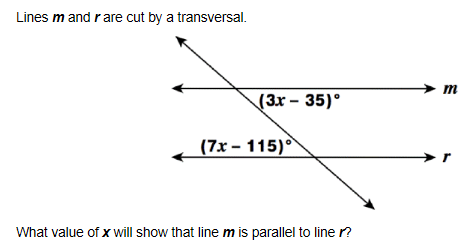 Lines m and r are cut by a transversal.
m
(3x – 35)°
(7x – 115)°
r
What value of x will show that line m is parallel to line r?